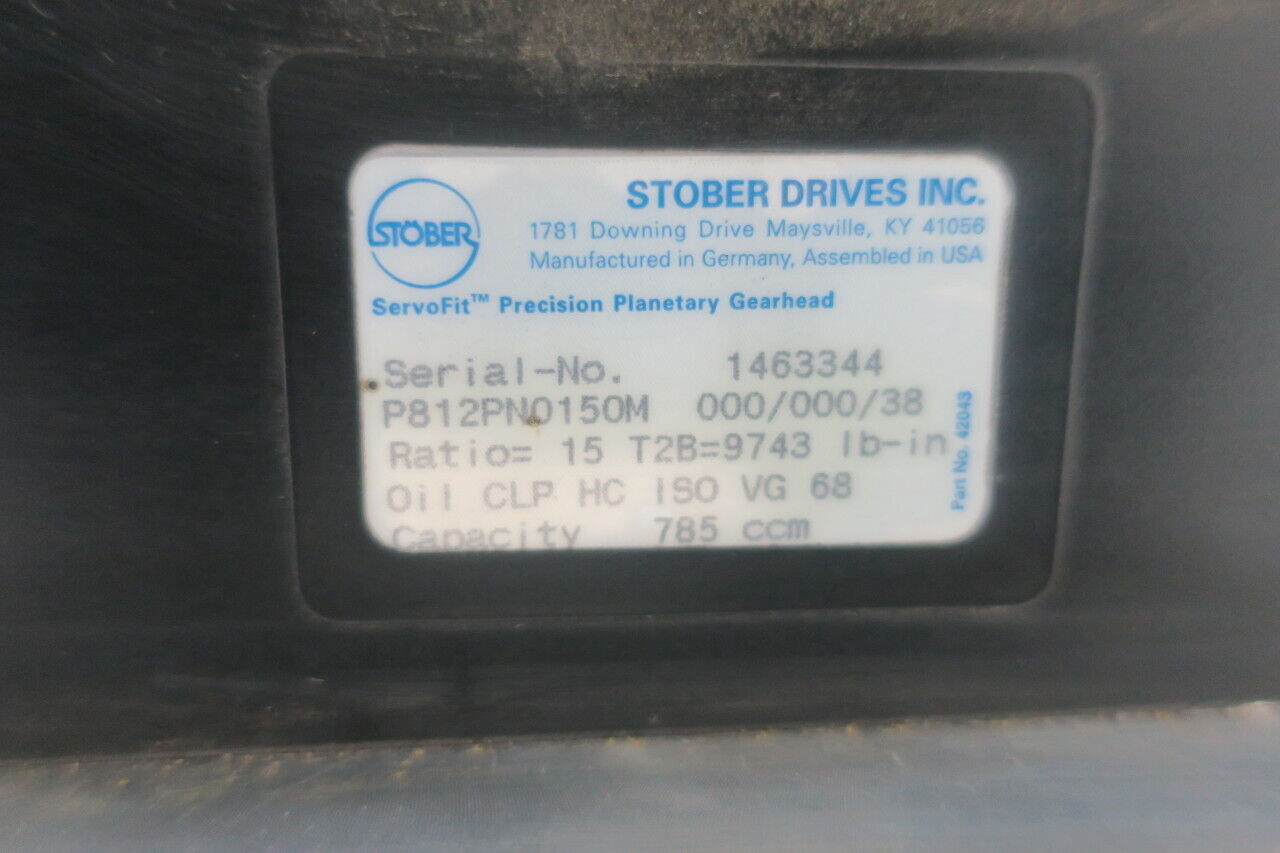 STÖBER
STOBER DRIVES INC.
1781 Downing Drive Maysville, KY 41056
Manufactured in Germany, Assembled in USA
ServoFit™ Precision Planetary Gearhead
Serial-No. 1463344
P812PN0150M 000/000/38
Ratio= 15 T2B=9743 lb-in
Oil CLP HC ISO VG 68
Capacity 785 ccm
Part No. 42043